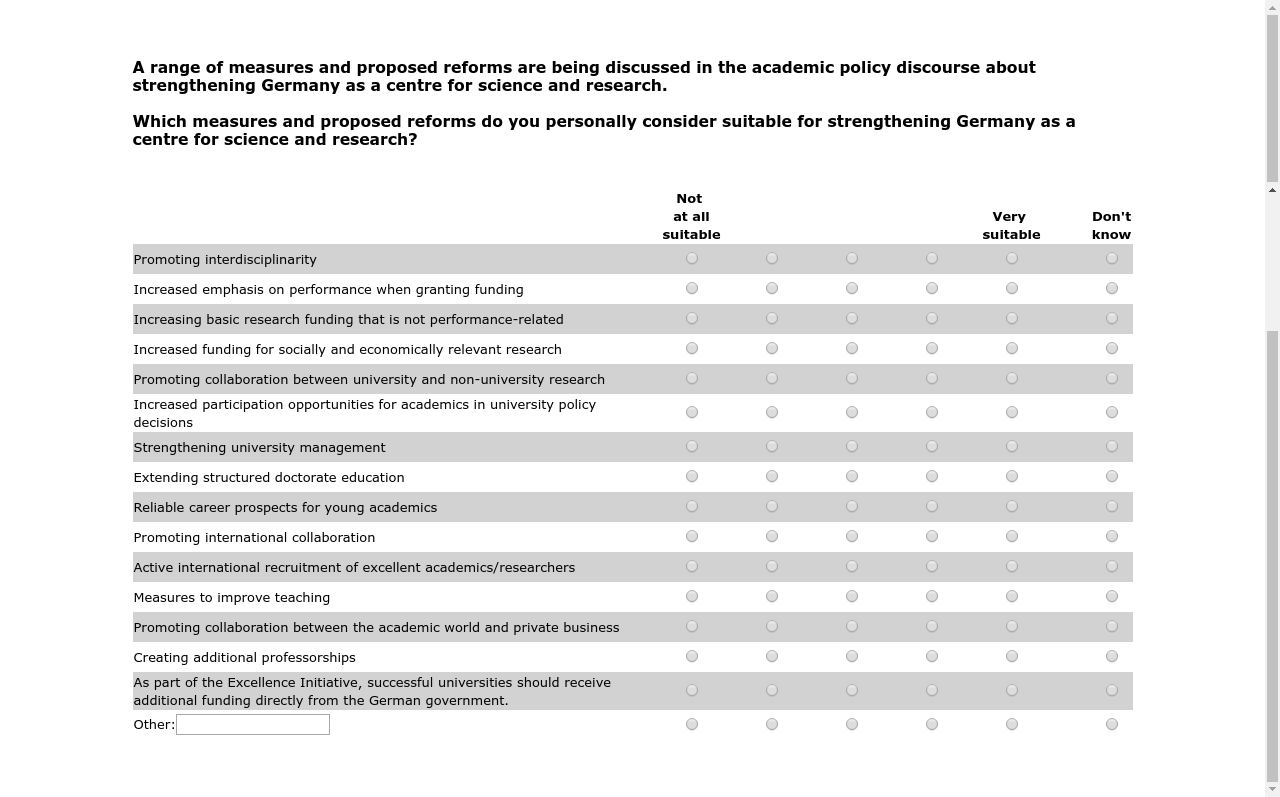 A range of measures and proposed reforms are being discussed in the academic policy discourse about
strengthening Germany as a centre for science and research.
Which measures and proposed reforms do you personally consider suitable for strengthening Germany as a
centre for science and research?
Not
at all
suitable
Very
suitable
Don't
know
Promoting interdisciplinarity
Increased emphasis on performance when granting funding
Increasing basic research funding that is not performance-related
Increased funding for socially and economically relevant research
Promoting collaboration between university and non-university research
Increased participation opportunities for academics in university policy
decisions
Strengthening university management
Extending structured doctorate education
Reliable career prospects for young academics
Promoting international collaboration
Active international recruitment of excellent academics/researchers
Measures to improve teaching
Promoting collaboration between the academic world and private business
Creating additional professorships
As part of the Excellence Initiative, successful universities should receive
additional funding directly from the German government.
Other: